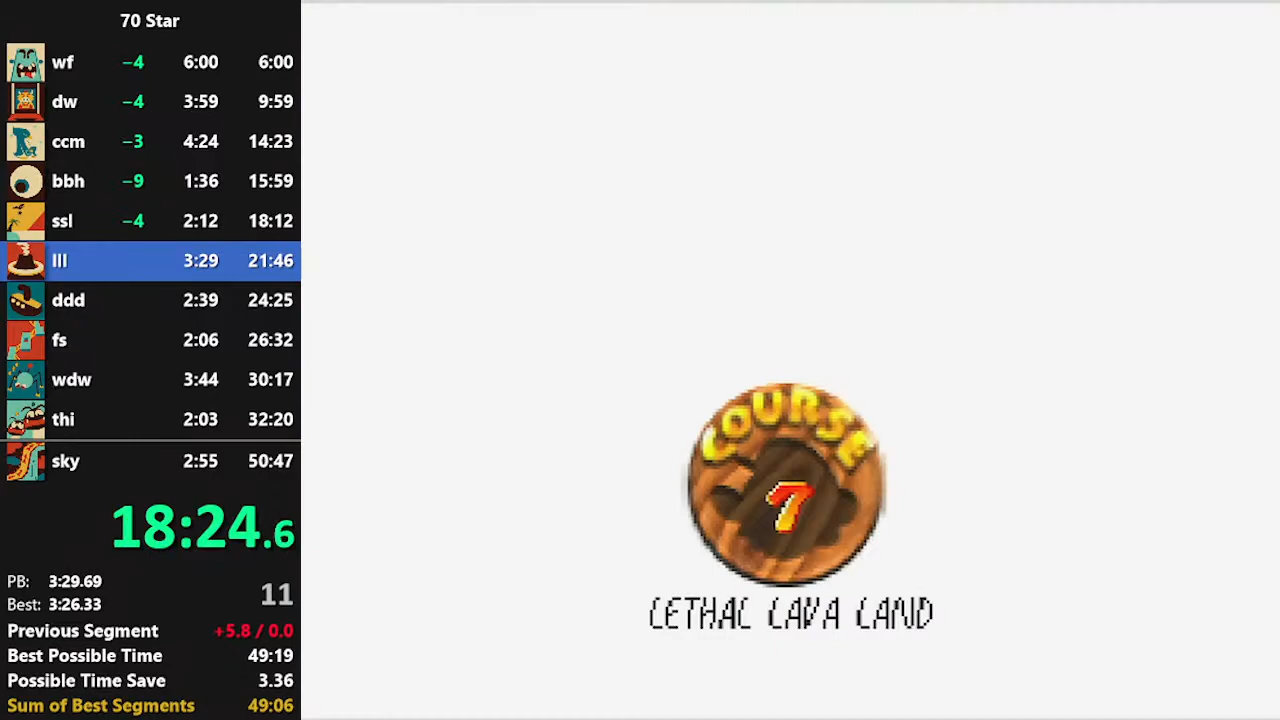 70 Star
wf −4 6:00 6:00
dw −4 3:59 9:59
ccm −3 4:24 14:23
bbh −9 1:36 15:59
ssl −4 2:12 18:12
lll 3:29 21:46
ddd 2:39 24:25
fs 2:06 26:32
wdw 3:44 30:17
thi 2:03 32:20
sky 2:55 50:47
18:24.6
PB: 3:29.69
Best: 3:26.33
11
Previous Segment +5.8 / 0.0
Best Possible Time 49:19
Possible Time Save 3.36
Sum of Best Segments 49:06
COURSE
7
LETHAL LAVA LAND